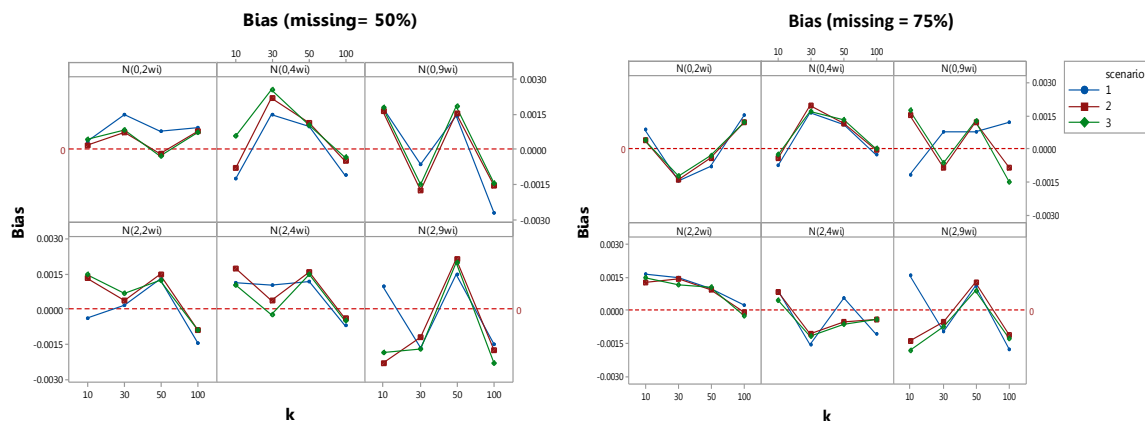 Bias (missing= 50%)
10 30 50 100
N(0,2wi) N(0,4wi) N(0,9wi)
0.0030
0.0015
0 0.0000
-0.0015
-0.0030
Bias
N(2,2wi) N(2,4wi) N(2,9wi)
0.0030
0.0015
0.0000 0
-0.0015
-0.0030
10 30 50 100 10 30 50 100
k
Bias (missing = 75%)
10 30 50 100
N(0,2wi) N(0,4wi) N(0,9wi)
0.0030
0.0015
0 0.0000
-0.0015
-0.0030
Bias
N(2,2wi) N(2,4wi) N(2,9wi)
0.0030
0.0015
0.0000 0
-0.0015
-0.0030
10 30 50 100 10 30 50 100
k
scenario
1
2
3